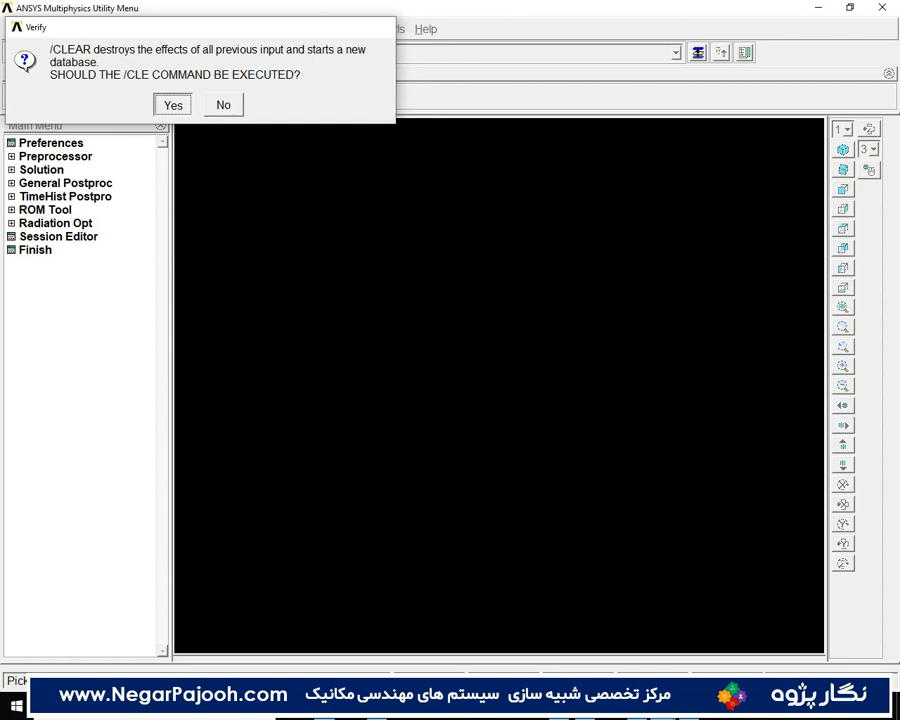 ANSYS Multiphysics Utility Menu
Verify
/CLEAR destroys the effects of all previous input and starts a new
database.
SHOULD THE /CLE COMMAND BE EXECUTED?
Yes
No
Help
Main Menu
Preferences
Preprocessor
Solution
General Postproc
TimeHist Postpro
ROM Tool
Radiation Opt
Session Editor
Finish
1
3
Pick
www.NegarPajooh.com
مرکز تخصصی شبیه سازی سیستم های مهندسی مکانیک
نگار پژوه